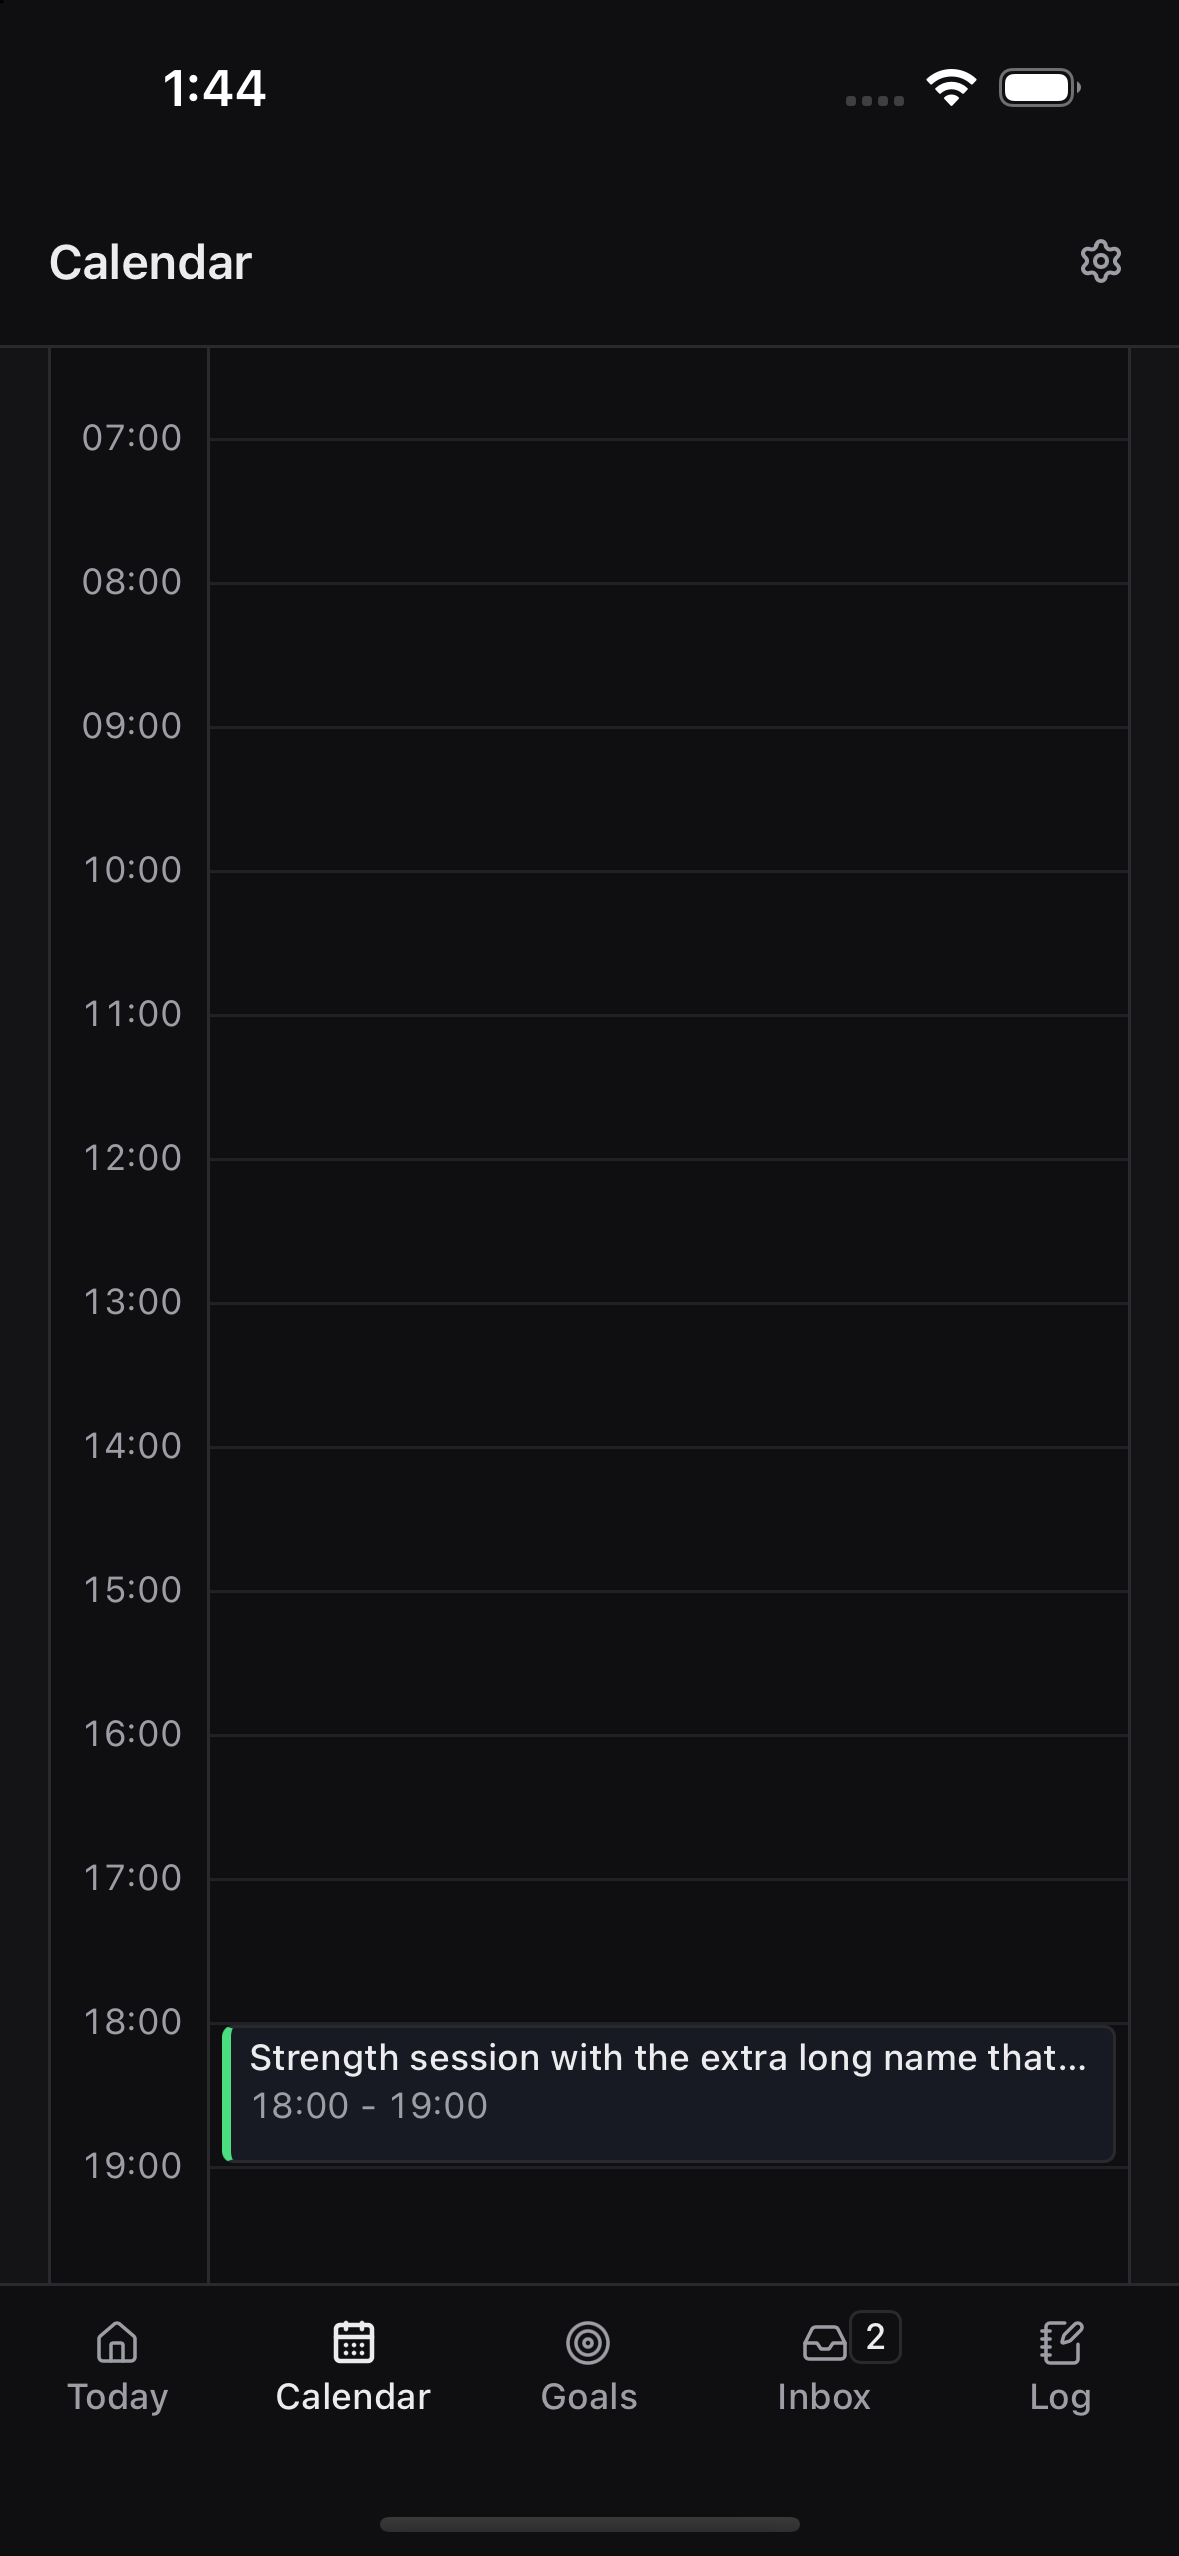 1:44
Calendar
07:00
08:00
09:00
10:00
11:00
12:00
13:00
14:00
15:00
16:00
17:00
18:00
Strength session with the extra long name that...
18:00 - 19:00
19:00
2
Today
Calendar
Goals
Inbox
Log